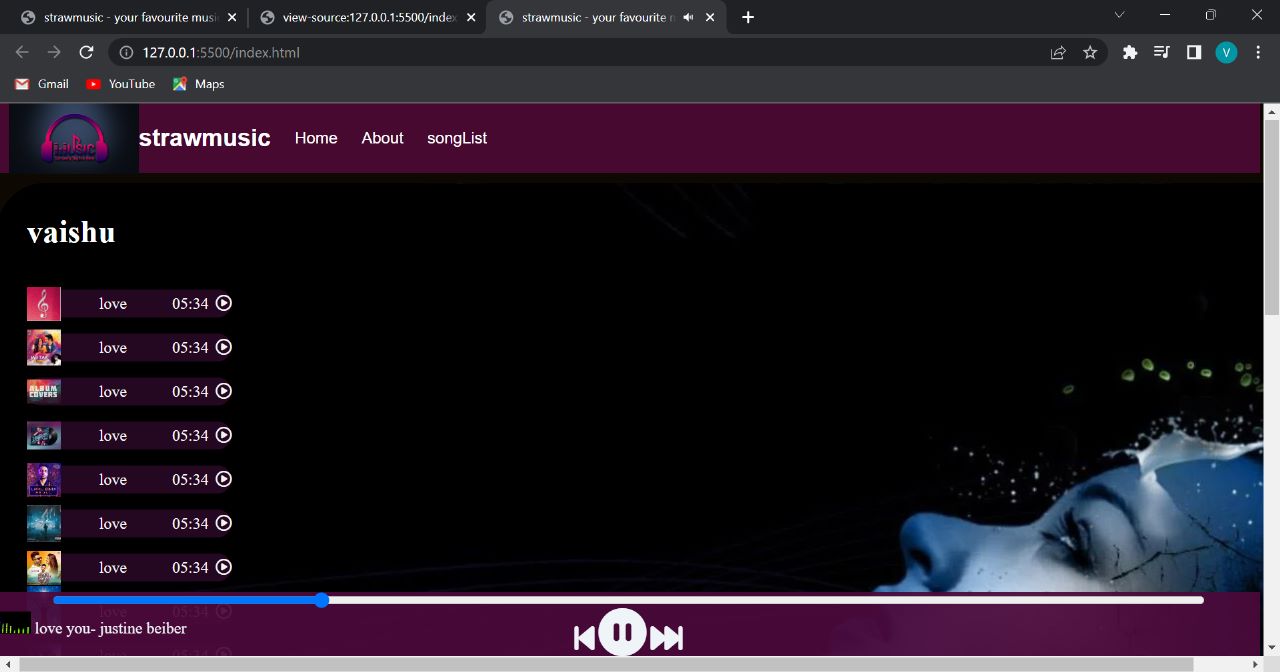 strawmusic - your favourite musi
view-source:127.0.0.1:5500/index
strawmusic - your favourite m
127.0.0.1:5500/index.html
V
Gmail
YouTube
Maps
MUSIC
strawmusic
Home
About
songList
vaishu
love 05:34
love 05:34
ALBUM COVERS
love 05:34
love 05:34
love 05:34
love 05:34
love 05:34
love 05:34
love you- justine beiber